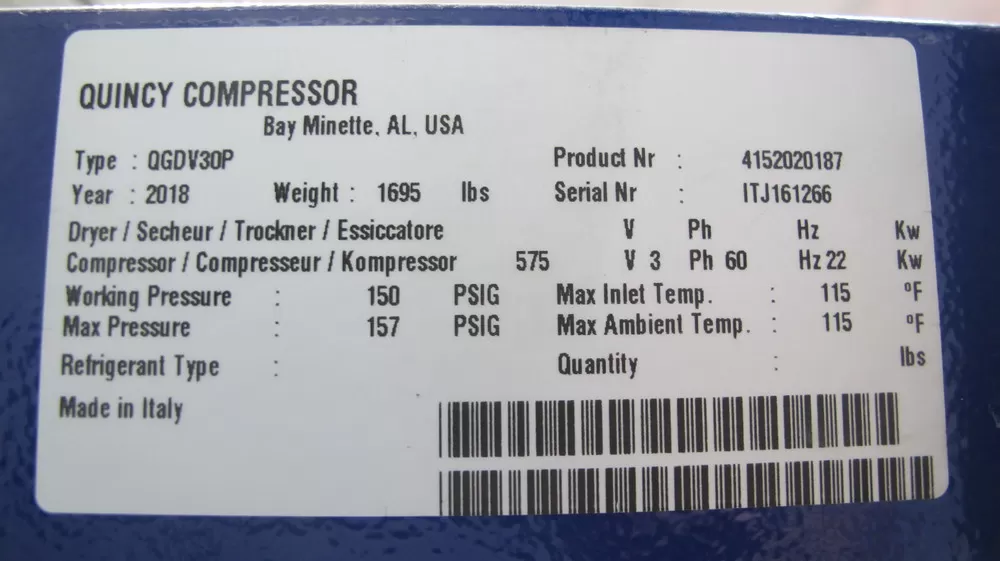 QUINCY COMPRESSOR
Bay Minette, AL, USA
Type : QGDV30P Product Nr : 4152020187
Year : 2018 Weight : 1695 lbs Serial Nr : ITJ161266
Dryer / Secheur / Trockner / Essiccatore V Ph Hz Kw
Compressor / Compresseur / Kompressor 575 V 3 Ph 60 Hz 22 Kw
Working Pressure : 150 PSIG Max Inlet Temp. : 115 °F
Max Pressure : 157 PSIG Max Ambient Temp. : 115 °F
Refrigerant Type : Quantity : lbs
Made in Italy